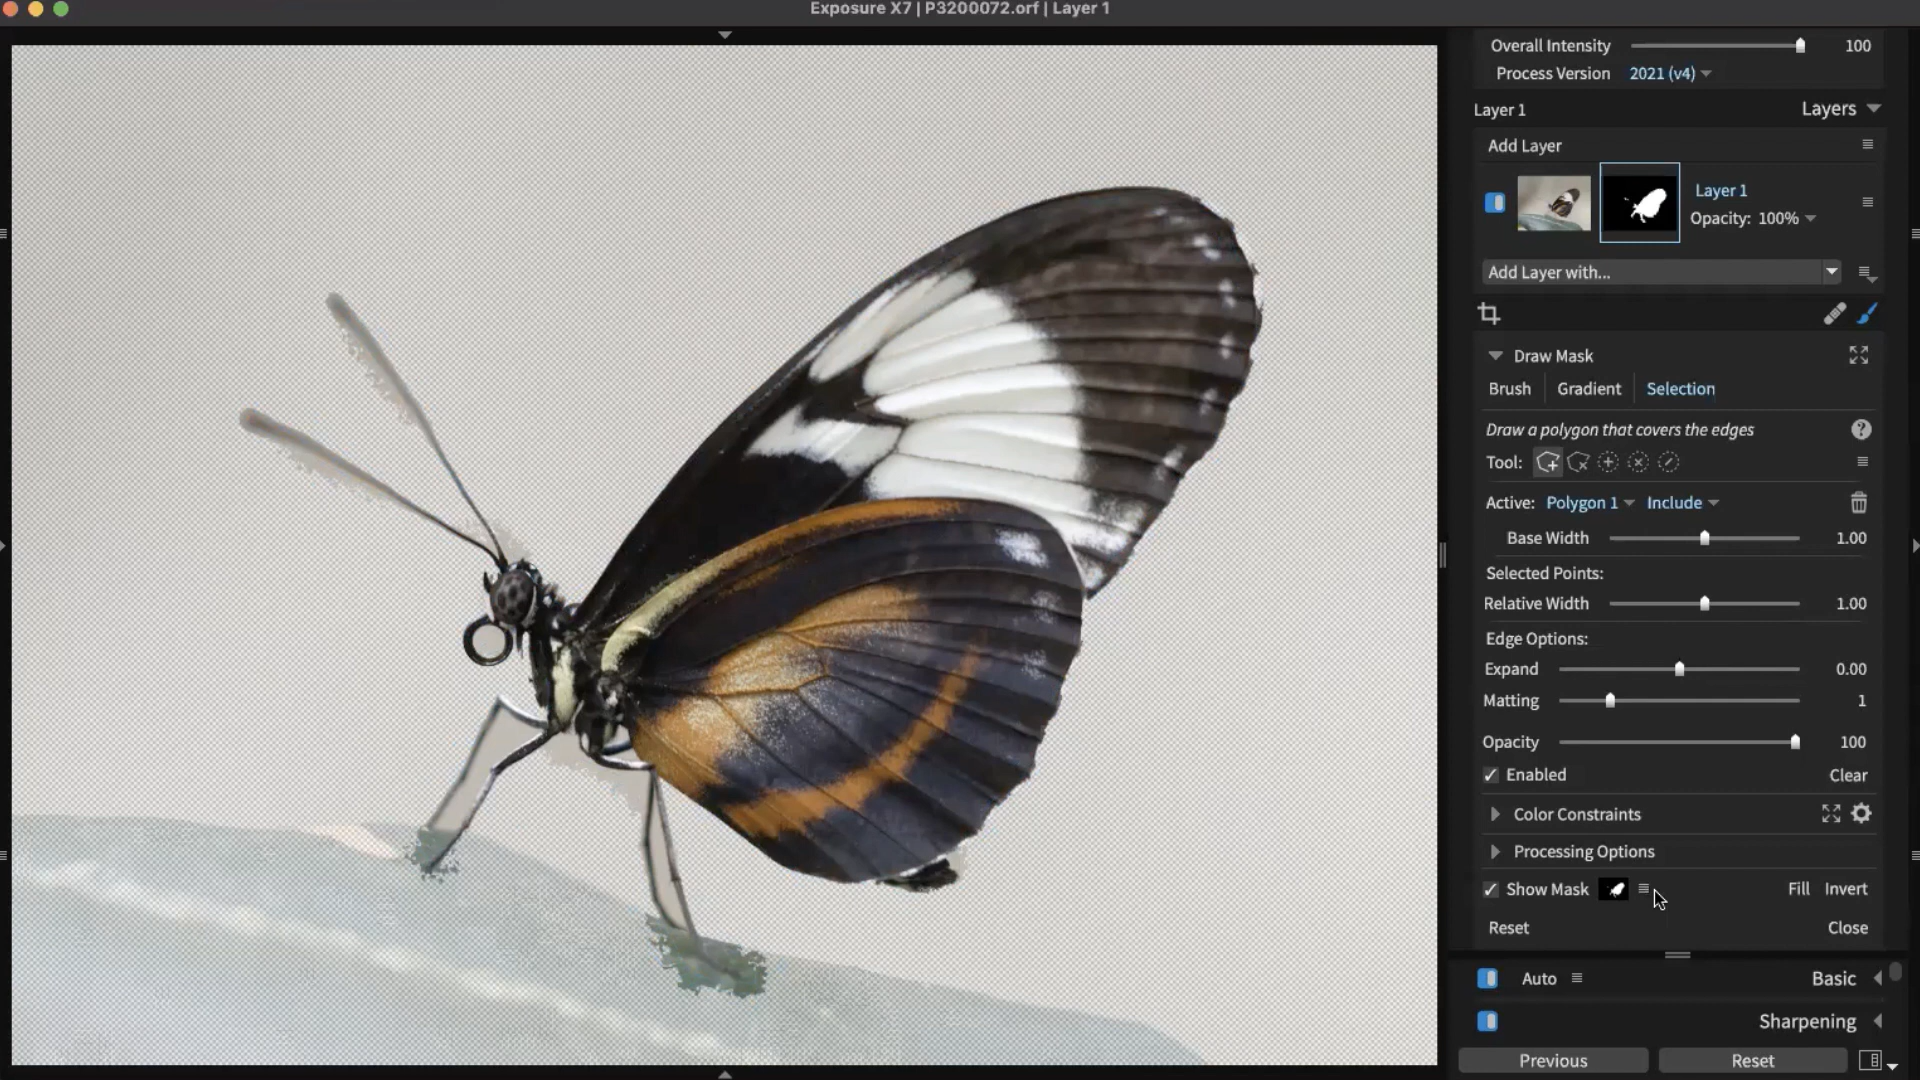 Exposure X7 | P3200072.orf | Layer 1
Overall Intensity 100
Process Version 2021 (v4)
Layer 1 Layers
Add Layer
Layer 1
Opacity: 100%
Add Layer with...
Draw Mask
Brush Gradient Selection
Draw a polygon that covers the edges ?
Tool:
Active: Polygon 1 Include
Base Width 1.00
Selected Points:
Relative Width 1.00
Edge Options:
Expand 0.00
Matting 1
Opacity 100
Enabled Clear
Color Constraints
Processing Options
Show Mask Fill Invert
Reset Close
Auto Basic
Sharpening
Previous Reset